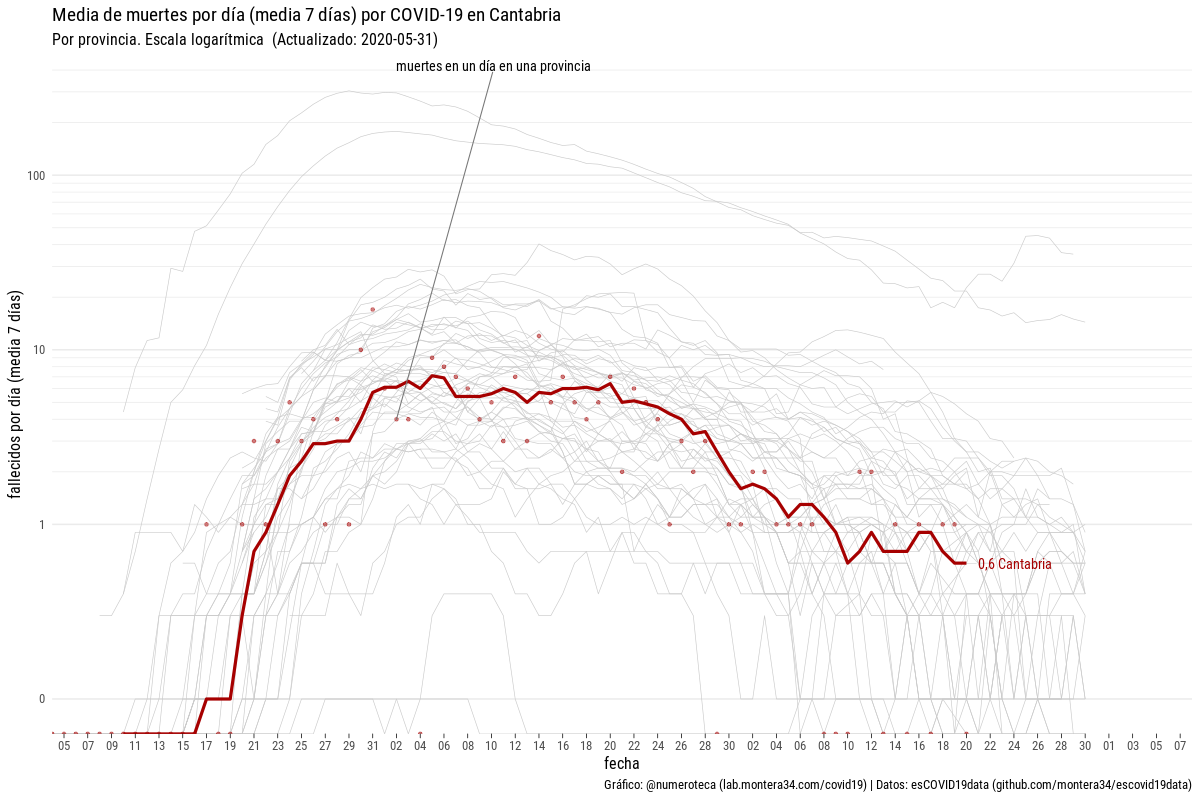 Media de muertes por día (media 7 días) por COVID-19 en Cantabria
Por provincia. Escala logarítmica  (Actualizado: 2020-05-31)
muertes en un día en una provincia
fallecidos por día (media  7 días)
100
10
1
0
0,6 Cantabria
05 07 09 11 13 15 17 19 21 23 25 27 29 31 02 04 06 08 10 12 14 16 18 20 22 24 26 28 30 02 04 06 08 10 12 14 16 18 20 22 24 26 28 30 01 03 05 07
fecha
Gráfico: @numeroteca (lab.montera34.com/covid19) | Datos: esCOVID19data (github.com/montera34/escovid19data)